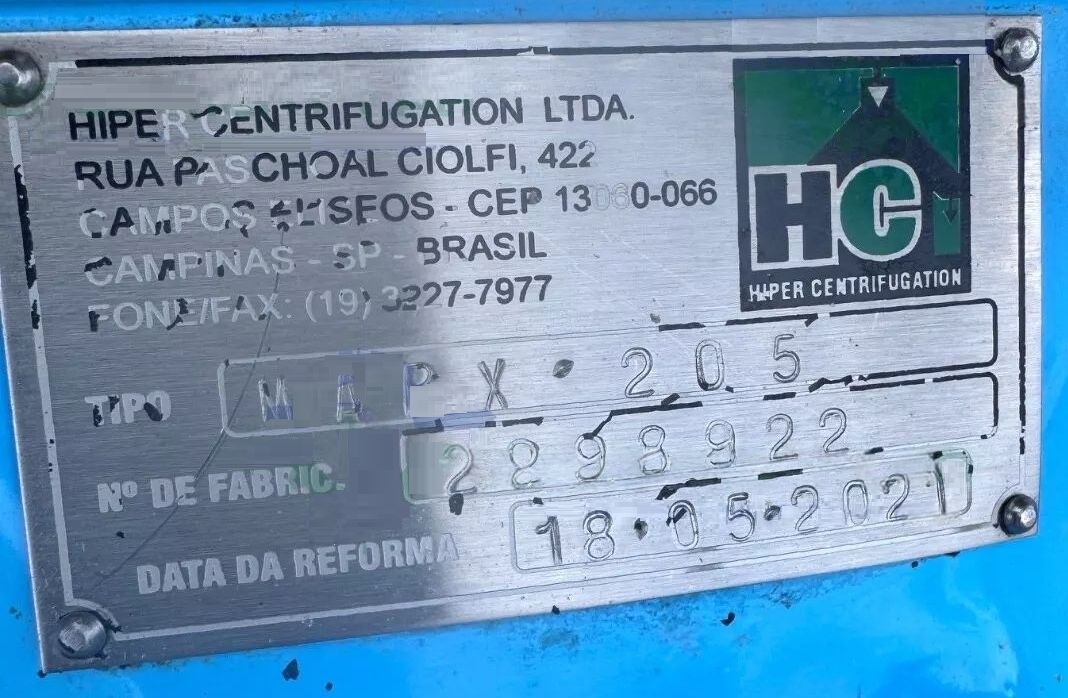 HIPER CENTRIFUGATION LTDA.
RUA PASCHOAL CIOLFI, 422
CAMPOS ELISEOS - CEP 13060-066
CAMPINAS - SP - BRASIL
FONE/FAX: (19) 3227-7977
HC
HIPER CENTRIFUGATION
TIPO MAPX·205
Nº DE FABRIC. 2298922
DATA DA REFORMA 18·05·2021